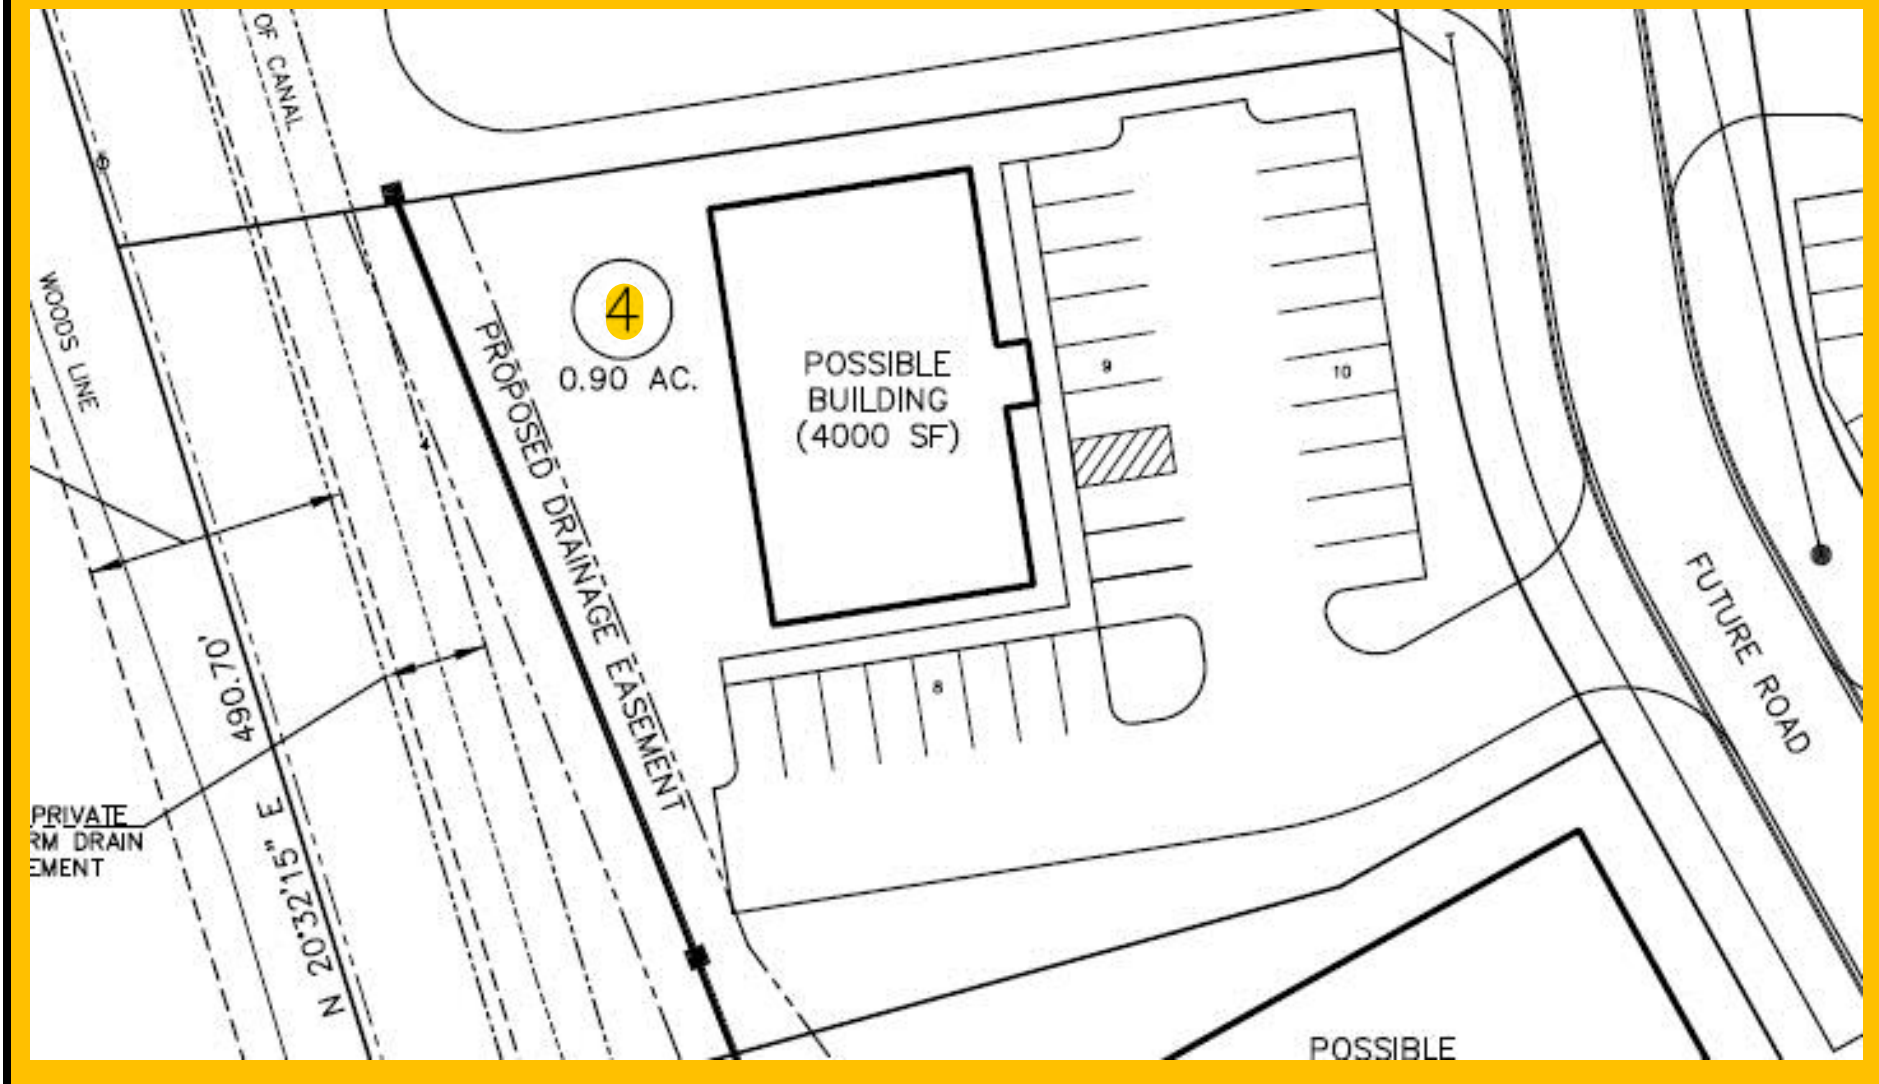 OF CANAL
WOODS LINE
4
0.90 AC.
PROPOSED DRAINAGE EASEMENT
POSSIBLE
BUILDING
(4000 SF)
9
10
8
490.70'
N 20°32'15" E
PRIVATE
RM DRAIN
EMENT
FUTURE ROAD
POSSIBLE